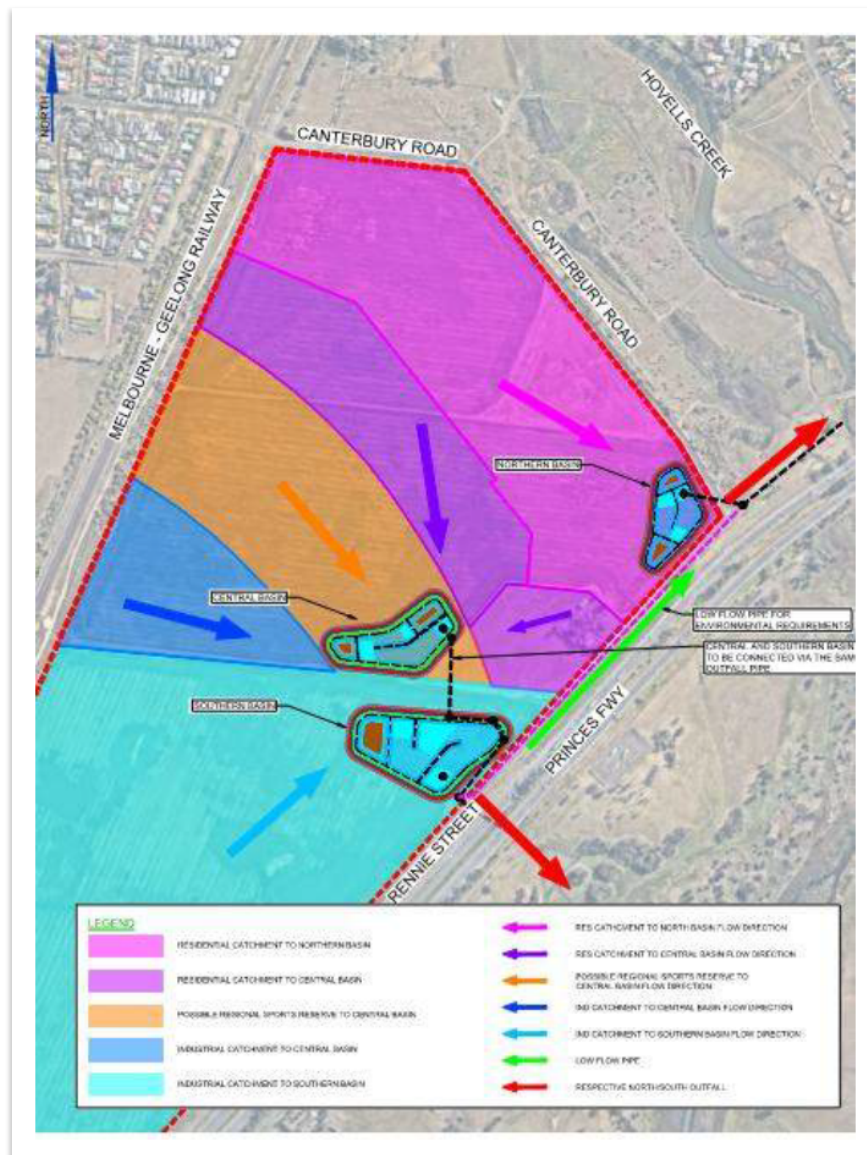 NORTH
HOVELLS CREEK
CANTERBURY ROAD
CANTERBURY ROAD
MELBOURNE - GEELONG RAILWAY
NORTHERN BASIN
CENTRAL BASIN
LOW FLOW PIPE FOR
ENVIRONMENTAL REQUIREMENTS
CENTRAL AND SOUTHERN BASIN
TO BE CONNECTED VIA THE SAM
OUTFALL PIPE
SOUTHERN BASIN
PRINCES FWY
RENNIE STREET
LEGEND
RESIDENTIAL CATCHMENT TO NORTHERN BASIN
RESIDENTIAL CATCHMENT TO CENTRAL BASIN
POSSIBLE REGIONAL SPORTS RESERVE TO CENTRAL BASIN
INDUSTRIAL CATCHMENT TO CENTRAL BASIN
INDUSTRIAL CATCHMENT TO SOUTHERN BASIN
RES CATHCMENT TO NORTH BASIN FLOW DIRECTION
RES CATCHMENT TO CENTRAL BASIN FLOW DIRECTION
POSSIBLE REGIONAL SPORTS RESERVE TO
CENTRAL BASIN FLOW DIRECTION
IND CATCHMENT TO CENTRAL BASIN FLOW DIRECTION
IND CATCHMENT TO SOUTHERN BASIN FLOW DIRECTION
LOW FLOW PIPE
RESPECTIVE NORTH/SOUTH OUTFALL